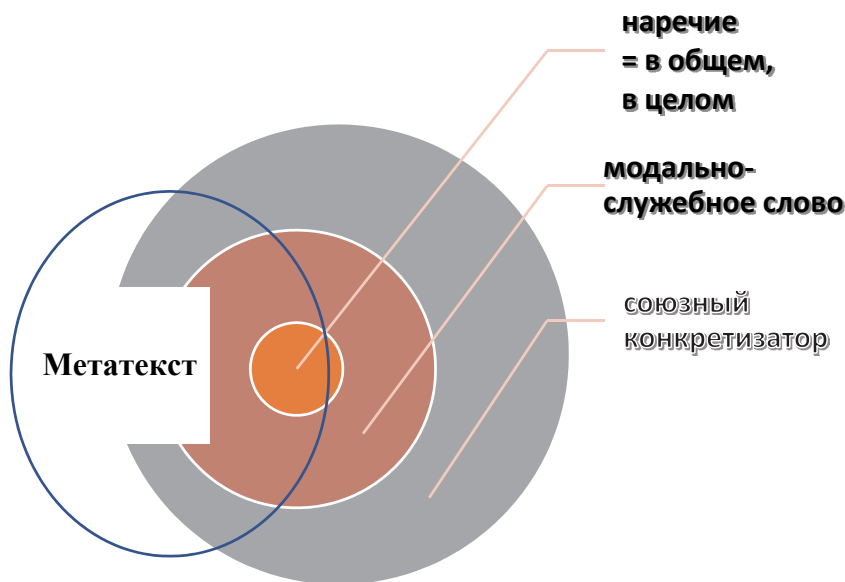 наречие
= в общем,
в целом
модально-
служебное слово
союзный
конкретизатор
Метатекст